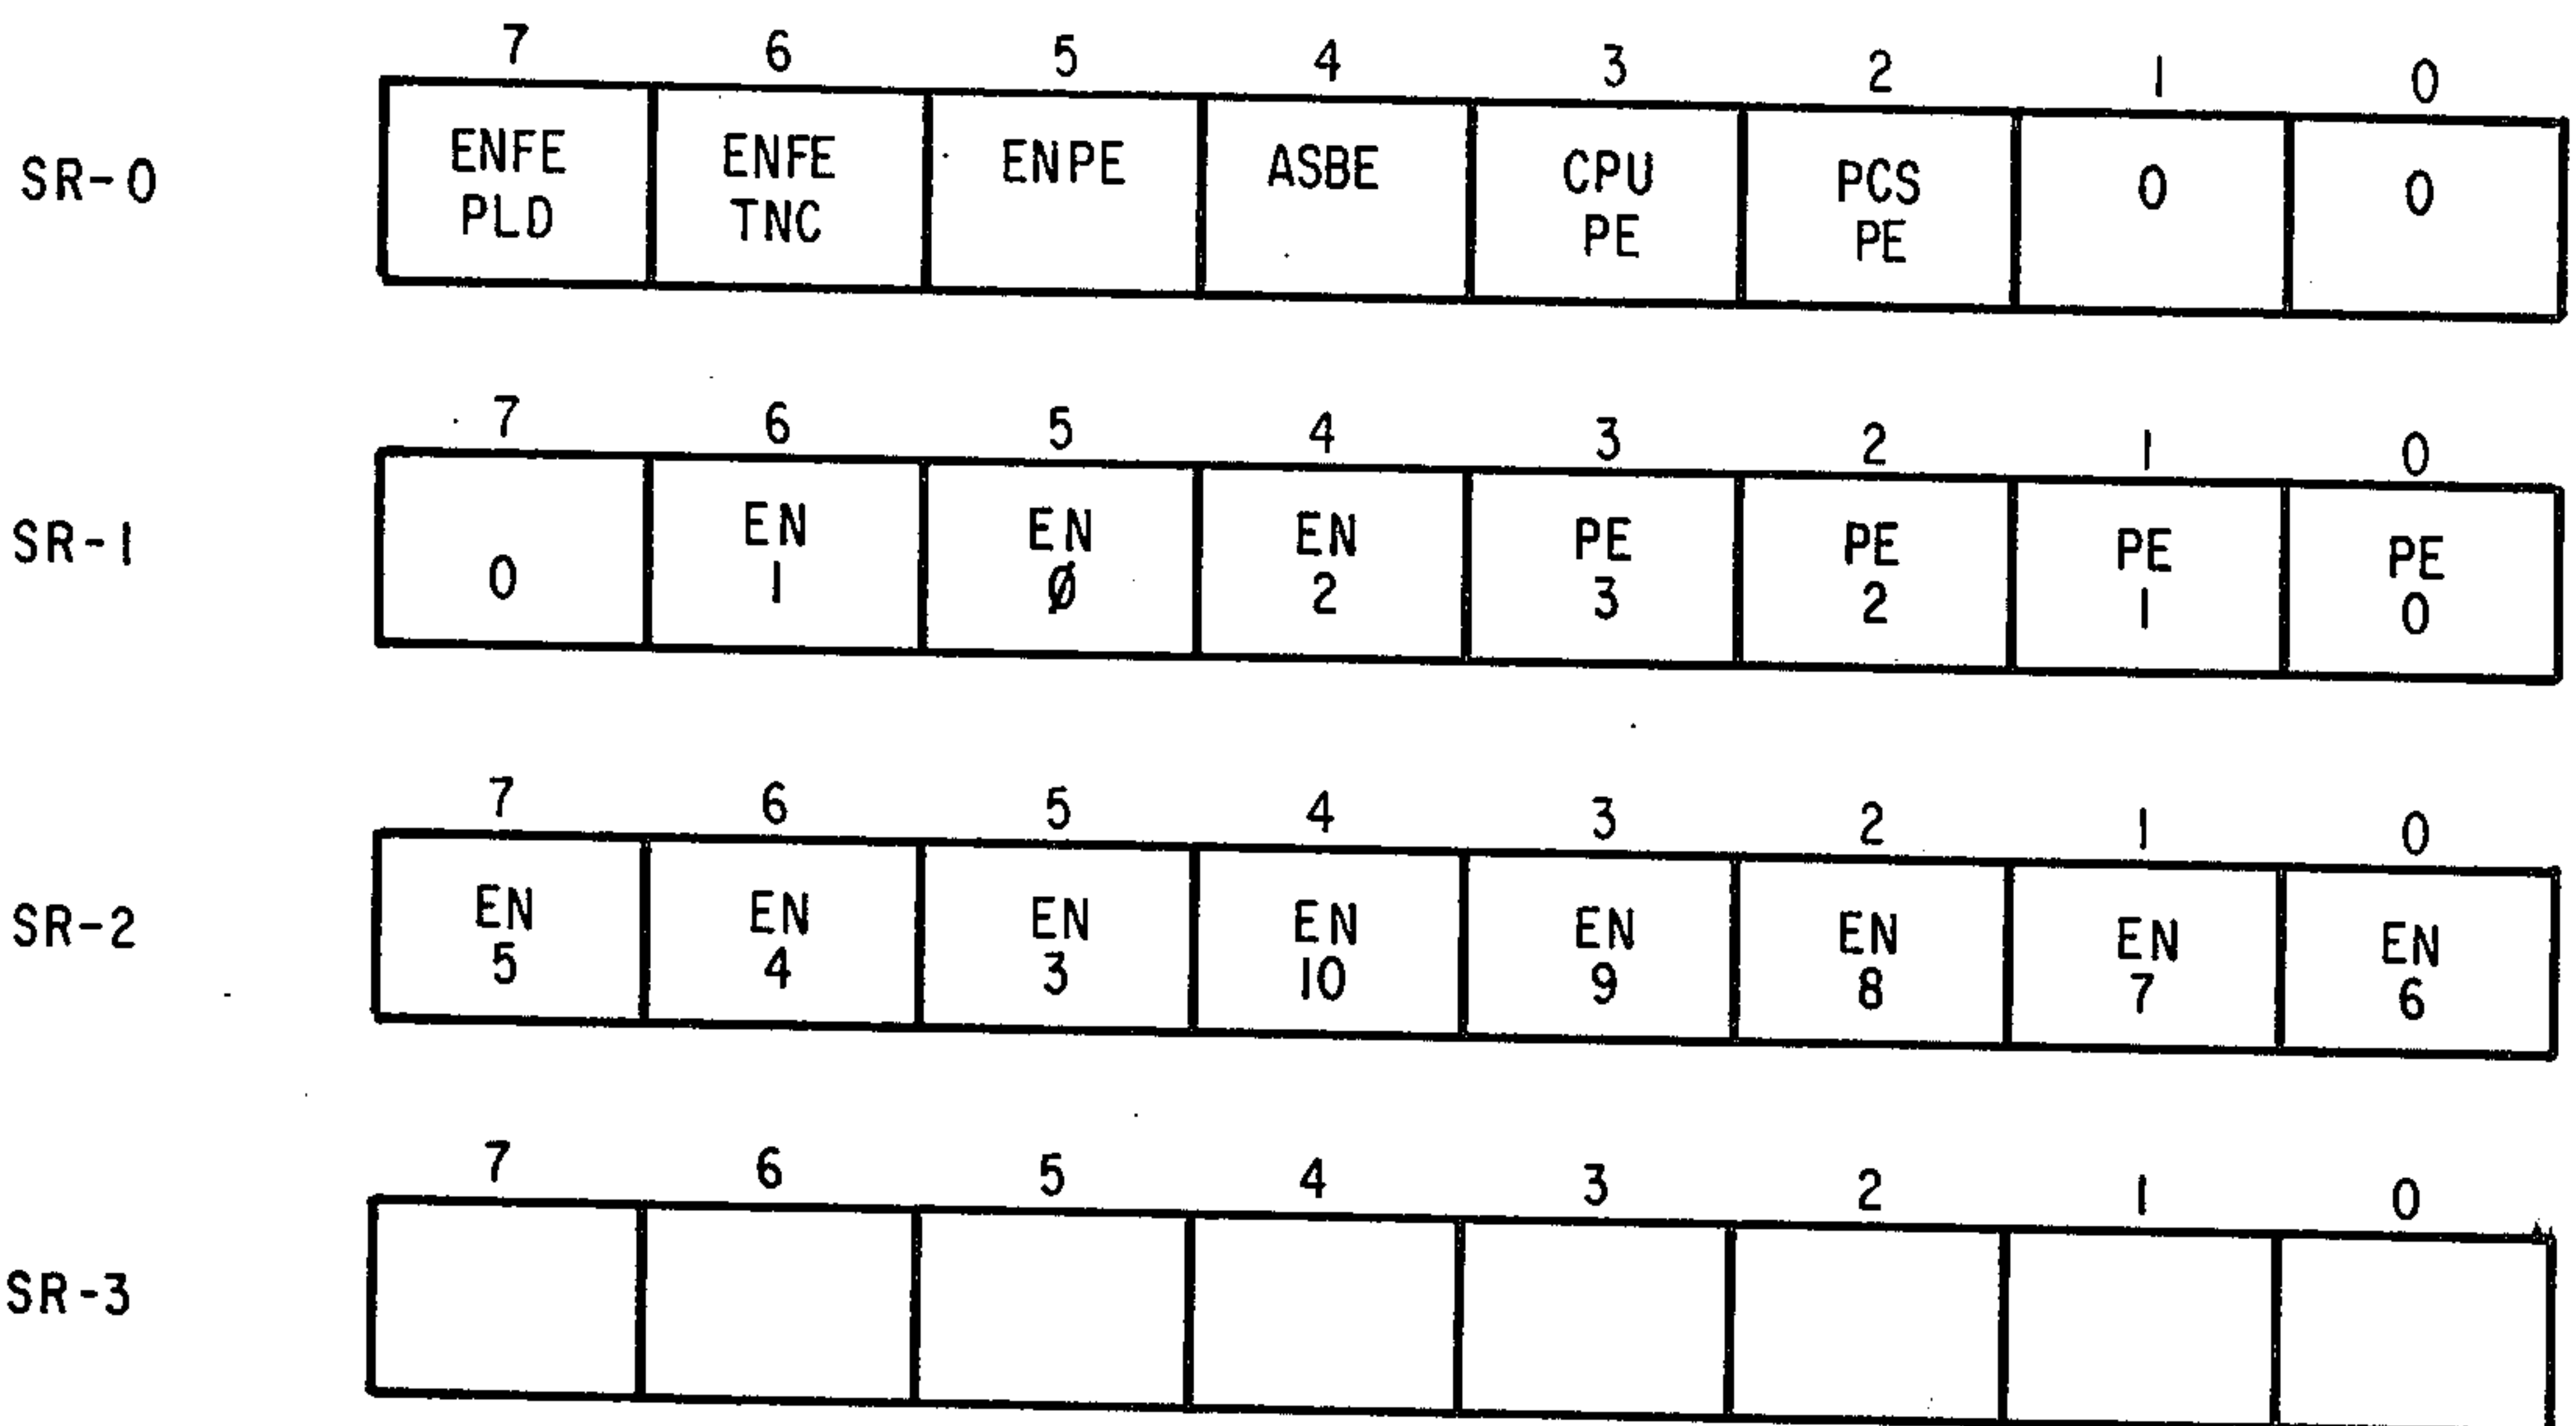 7 6 5 4 3 2 1 0
SR-0
ENFE PLD
ENFE TNC
ENPE
ASBE
CPU PE
PCS PE
0
0
7 6 5 4 3 2 1 0
SR-1
0
EN 1
EN Ø
EN 2
PE 3
PE 2
PE 1
PE 0
7 6 5 4 3 2 1 0
SR-2
EN 5
EN 4
EN 3
EN 10
EN 9
EN 8
EN 7
EN 6
7 6 5 4 3 2 1 0
SR-3